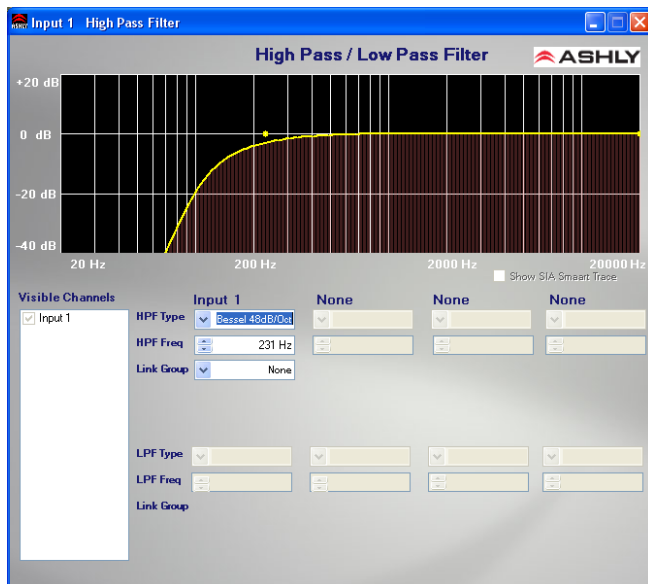 Input 1 High Pass Filter
High Pass / Low Pass Filter
ASHLY
+20 dB
0 dB
-20 dB
-40 dB
20 Hz
200 Hz
2000 Hz
20000 Hz
Show SIA Smaart Trace
Visible Channels
Input 1
Input 1
None
None
None
HPF Type
Bessel 48dB/Oct
HPF Freq
231 Hz
Link Group
None
LPF Type
LPF Freq
Link Group